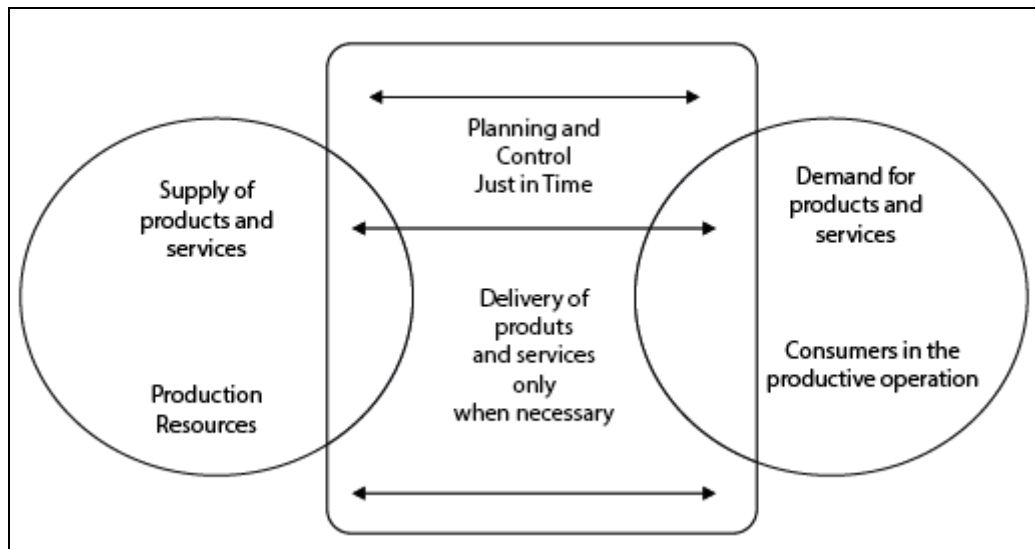 Supply of
products and
services
Production
Resources
Planning and
Control
Just in Time
Delivery of
produts
and services
only
when necessary
Demand for
products and
services
Consumers in the
productive operation